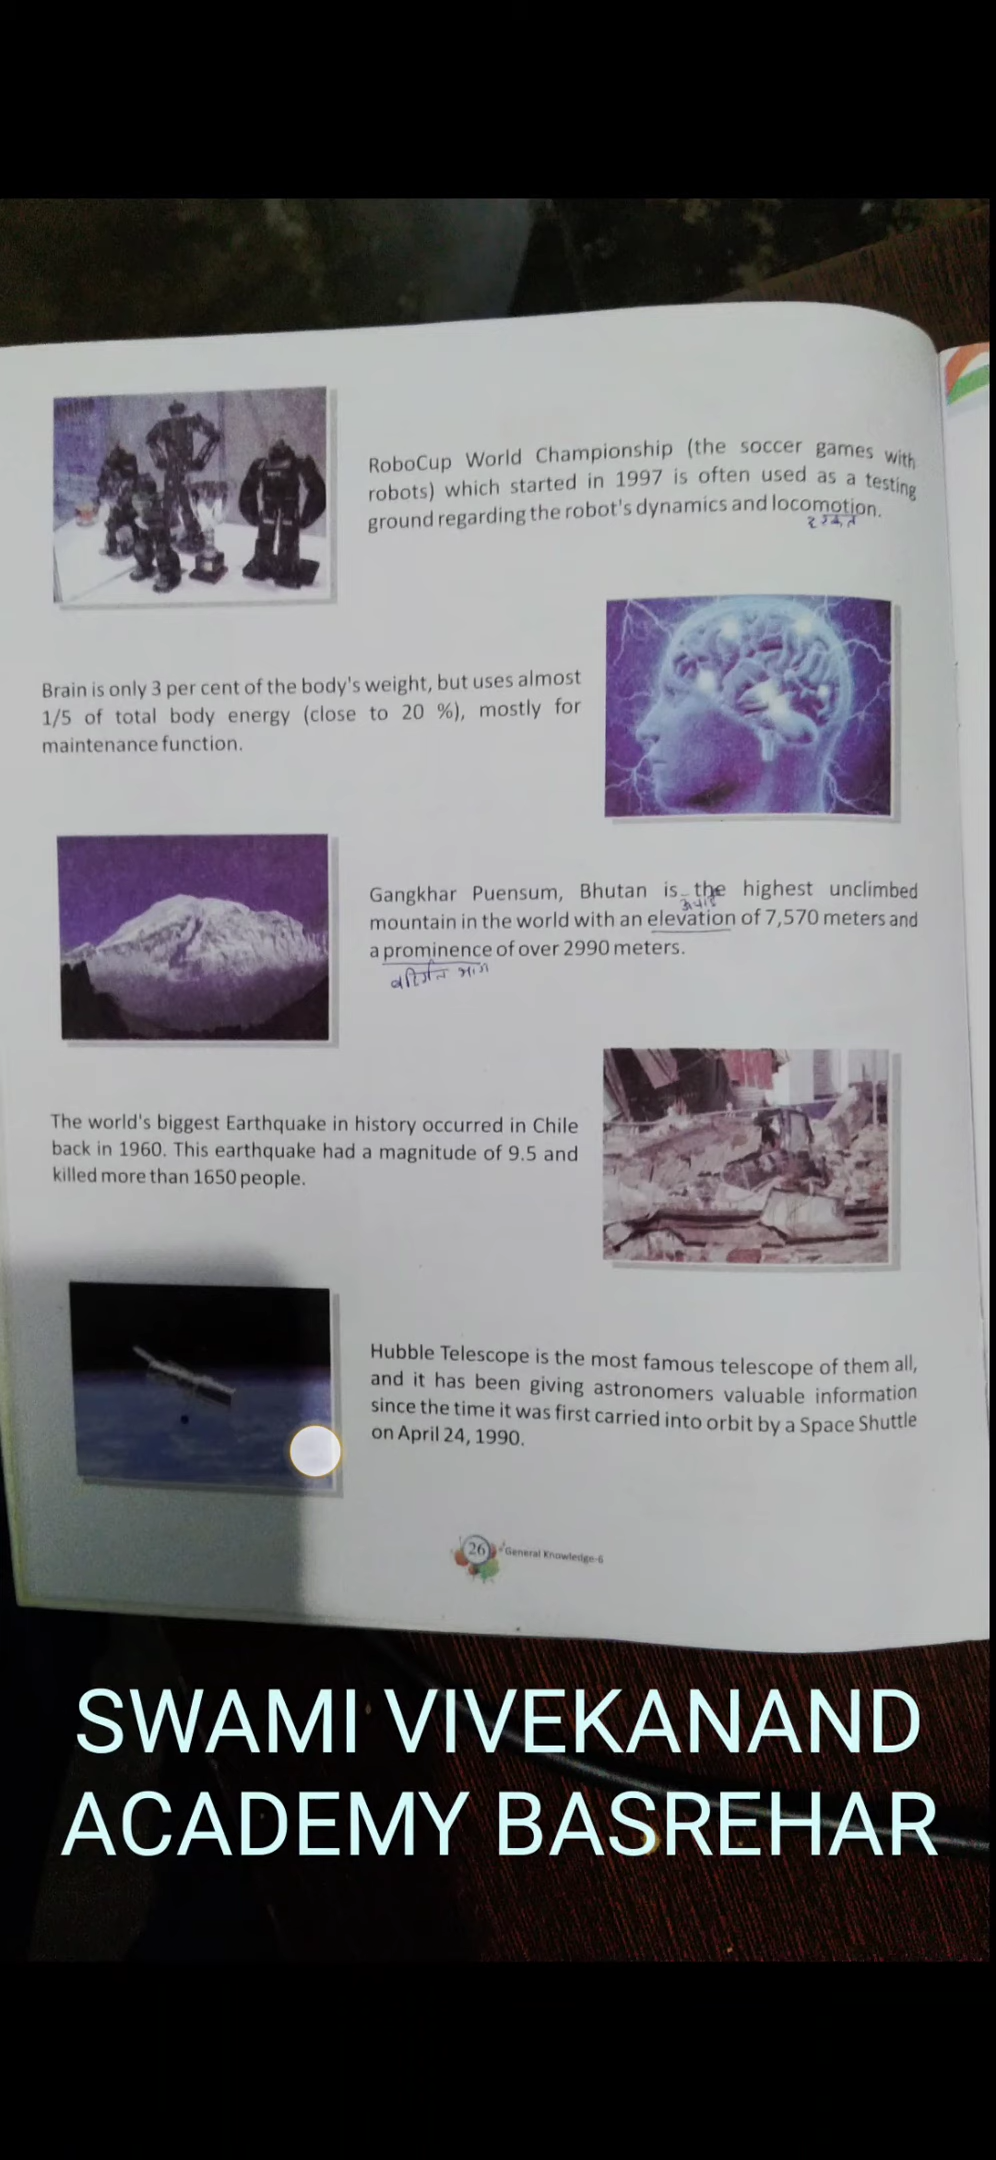 RoboCup World Championship (the soccer games with
robots) which started in 1997 is often used as a testing
ground regarding the robot's dynamics and locomotion.
हरकत
Brain is only 3 per cent of the body's weight, but uses almost
1/5 of total body energy (close to 20 %), mostly for
maintenance function.
Gangkhar Puensum, Bhutan is the highest unclimbed
mountain in the world with an elevation of 7,570 meters and
a prominence of over 2990 meters.
भाग
The world's biggest Earthquake in history occurred in Chile
back in 1960. This earthquake had a magnitude of 9.5 and
killed more than 1650 people.
Hubble Telescope is the most famous telescope of them all,
and it has been giving astronomers valuable information
since the time it was first carried into orbit by a Space Shuttle
on April 24, 1990.
26 General Knowledge-6
SWAMI VIVEKANAND
ACADEMY BASREHAR